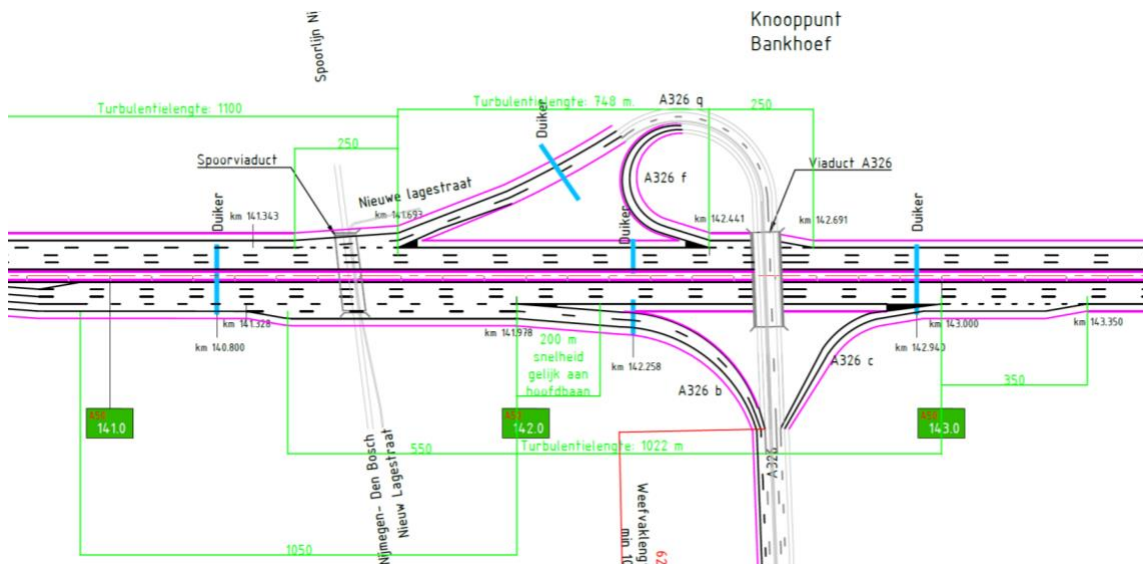 Knooppunt
Bankhoef
Spoorlijn Ni
Turbulentielengte: 1100
Turbulentielengte: 748 m.
A326 q
250
Duiker
250
Spoorviaduct
Viaduct A326
Nieuwe lagestraat
A326 f
Duiker
km 141.343
km 141.693
Duiker
km 142.441
km 142.691
Duiker
km 141.328
km 141.978
km 143.000
km 143.350
km 140.800
200 m
snelheid
gelijk aan
hoofdbaan
km 142.258
km 142.940
A326 b
A326 c
350
141.0
142.0
143.0
550
Turbulentielengte: 1022 m
A326
Nijmegen- Den Bosch
Nieuw Lagestraat
Weefvakleng
min 10
62
1050